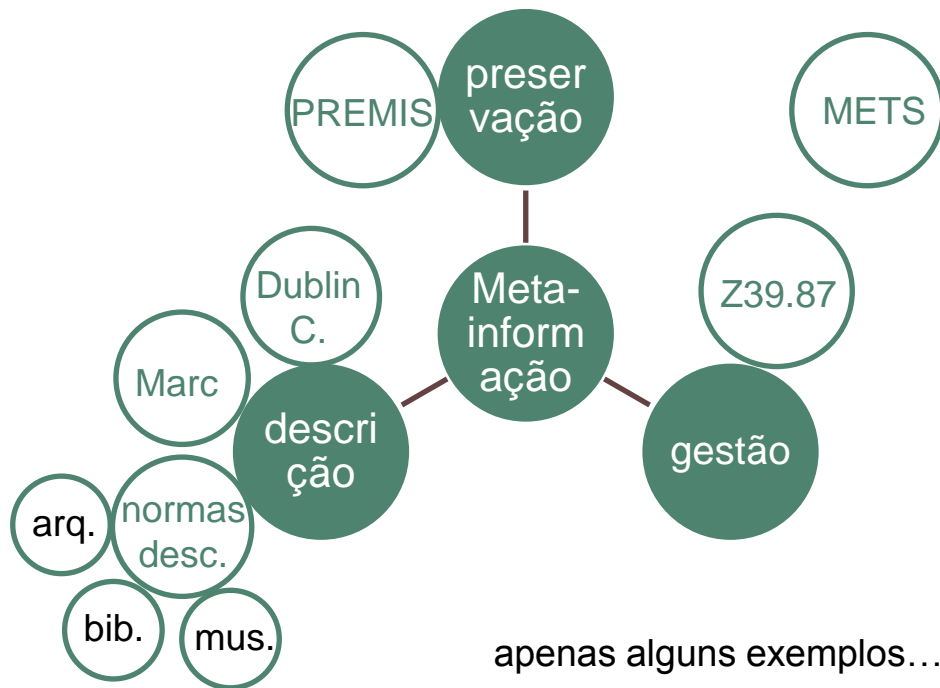 preser
vação
PREMIS
METS
Dublin
C.
Meta-
inform
ação
Z39.87
Marc
descri
ção
gestão
normas
desc.
arq.
bib.
mus.
apenas alguns exemplos…